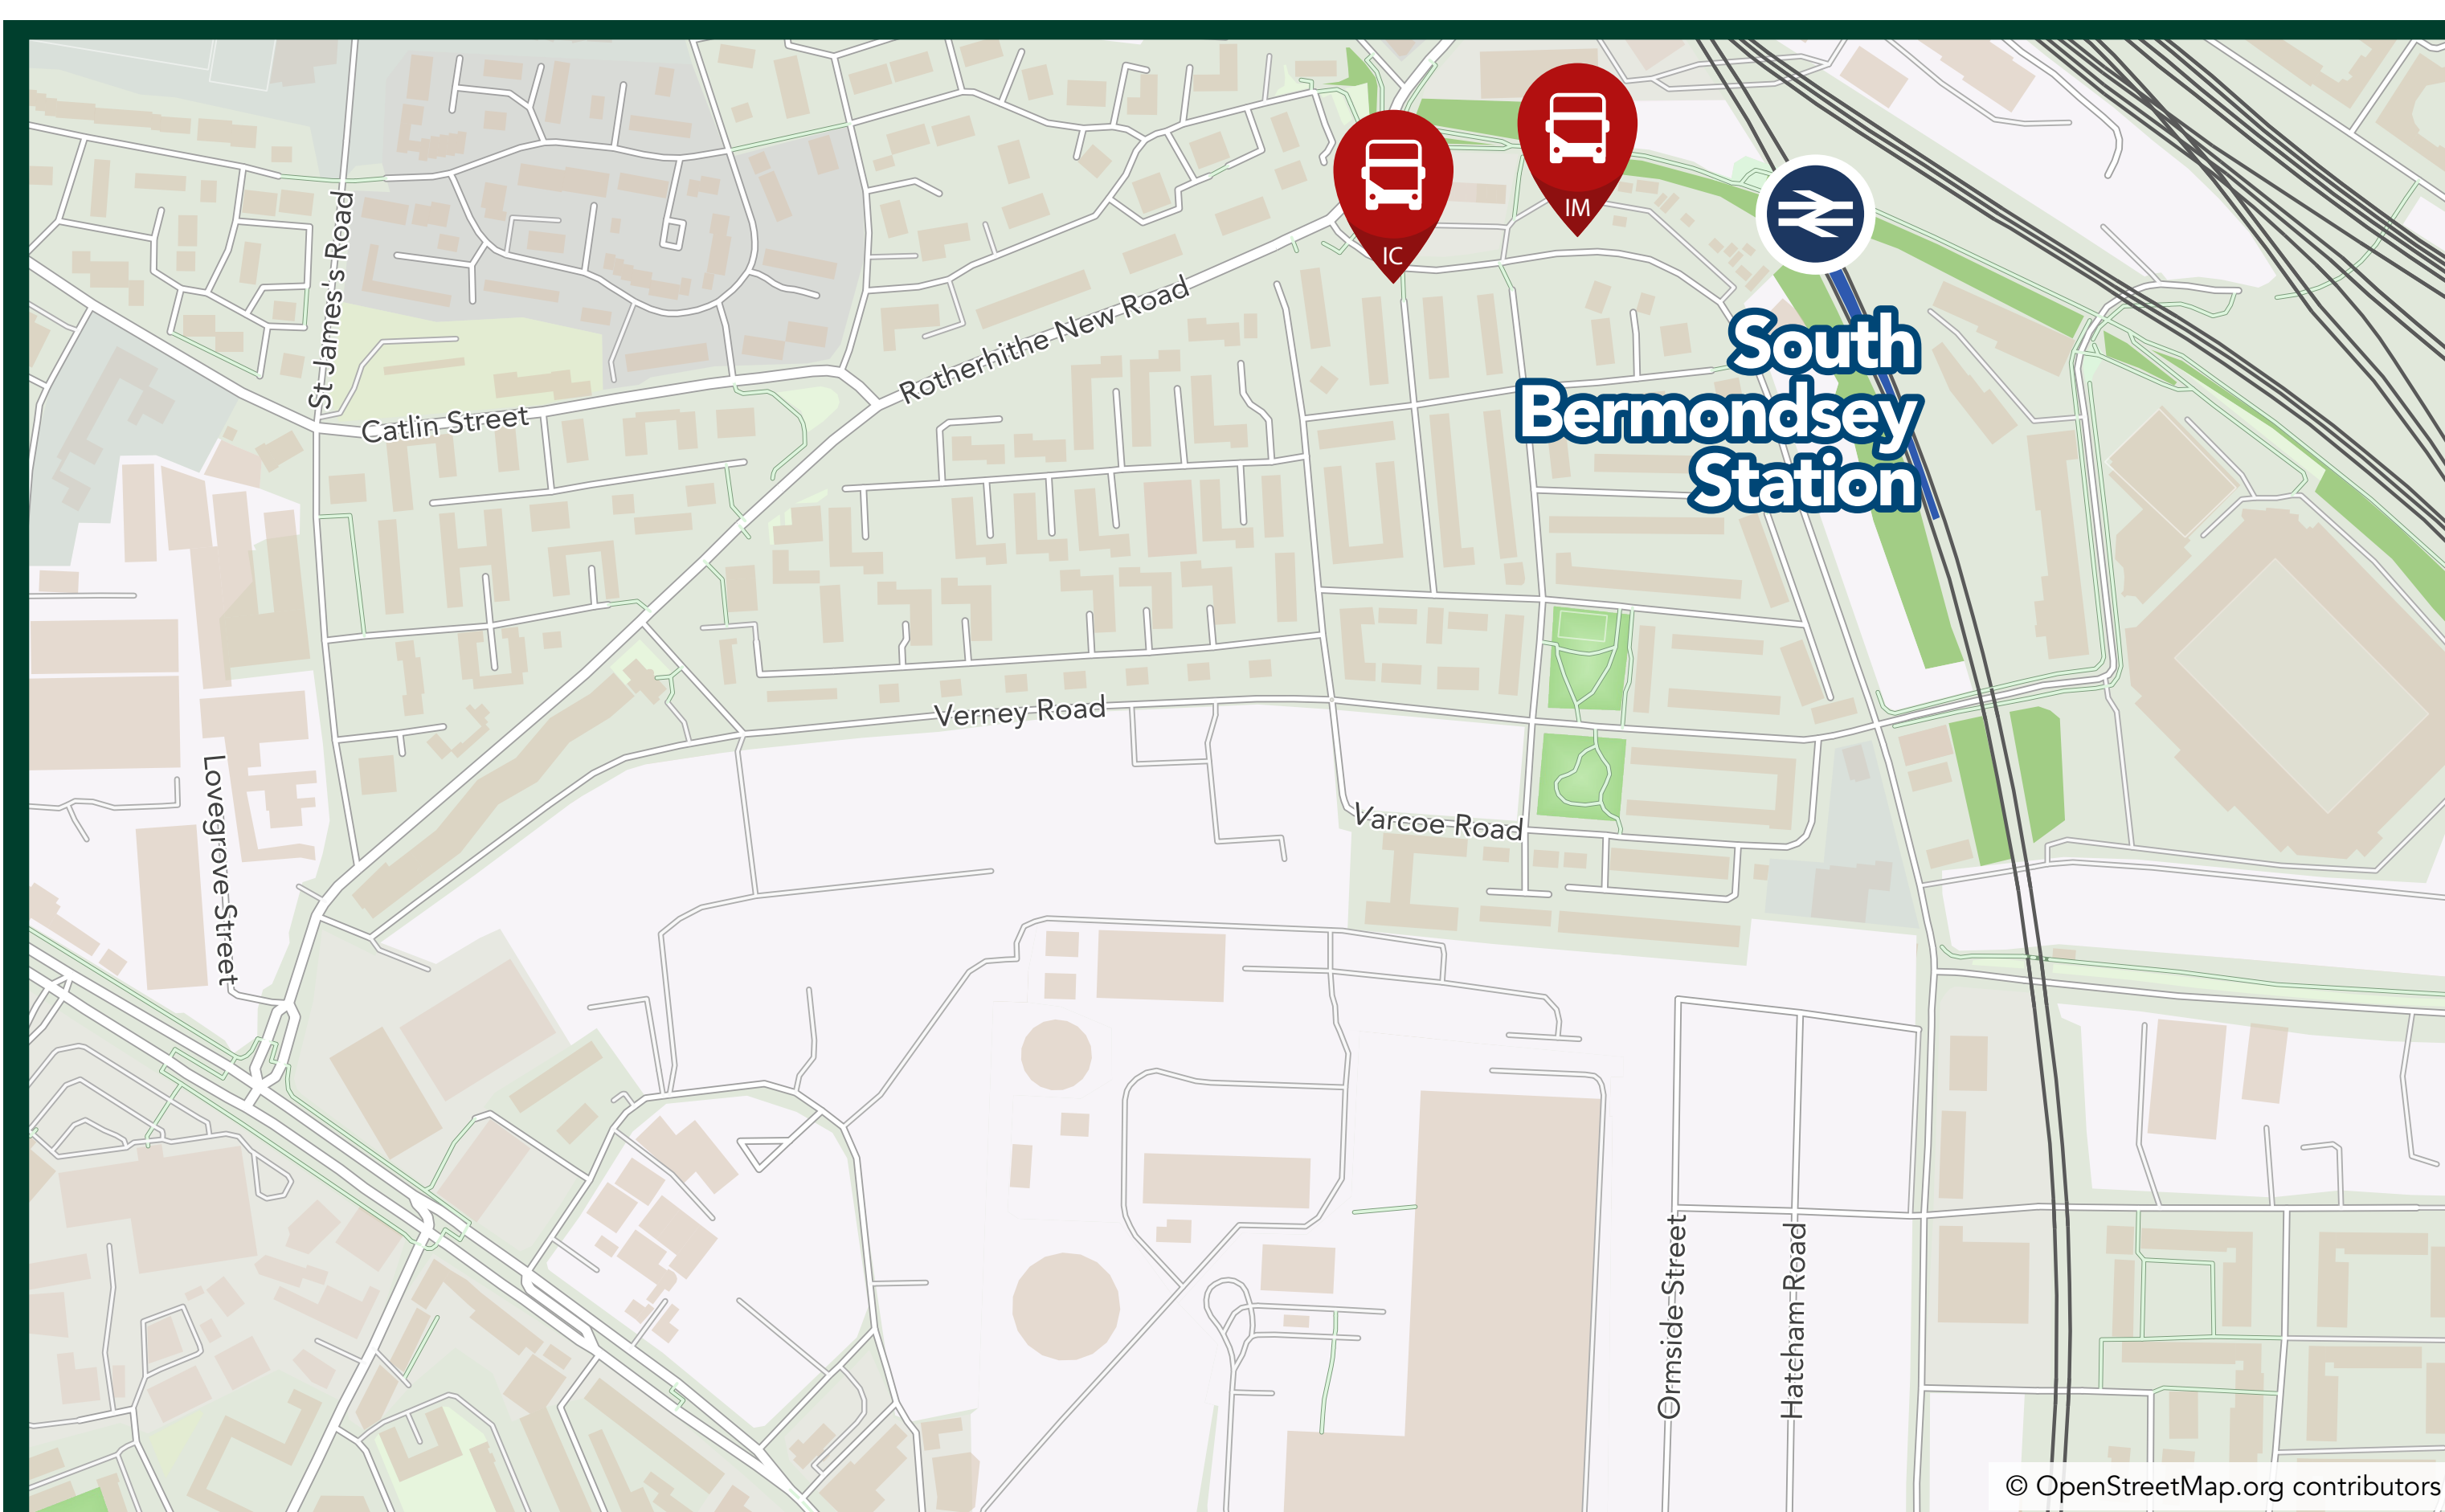 IM
IC
St James's Road
Rotherhithe New Road
South
Bermondsey
Station
Catlin Street
Verney Road
Lovegrove Street
Varcoe Road
Ormside Street
Hatcham Road
© OpenStreetMap.org contributors